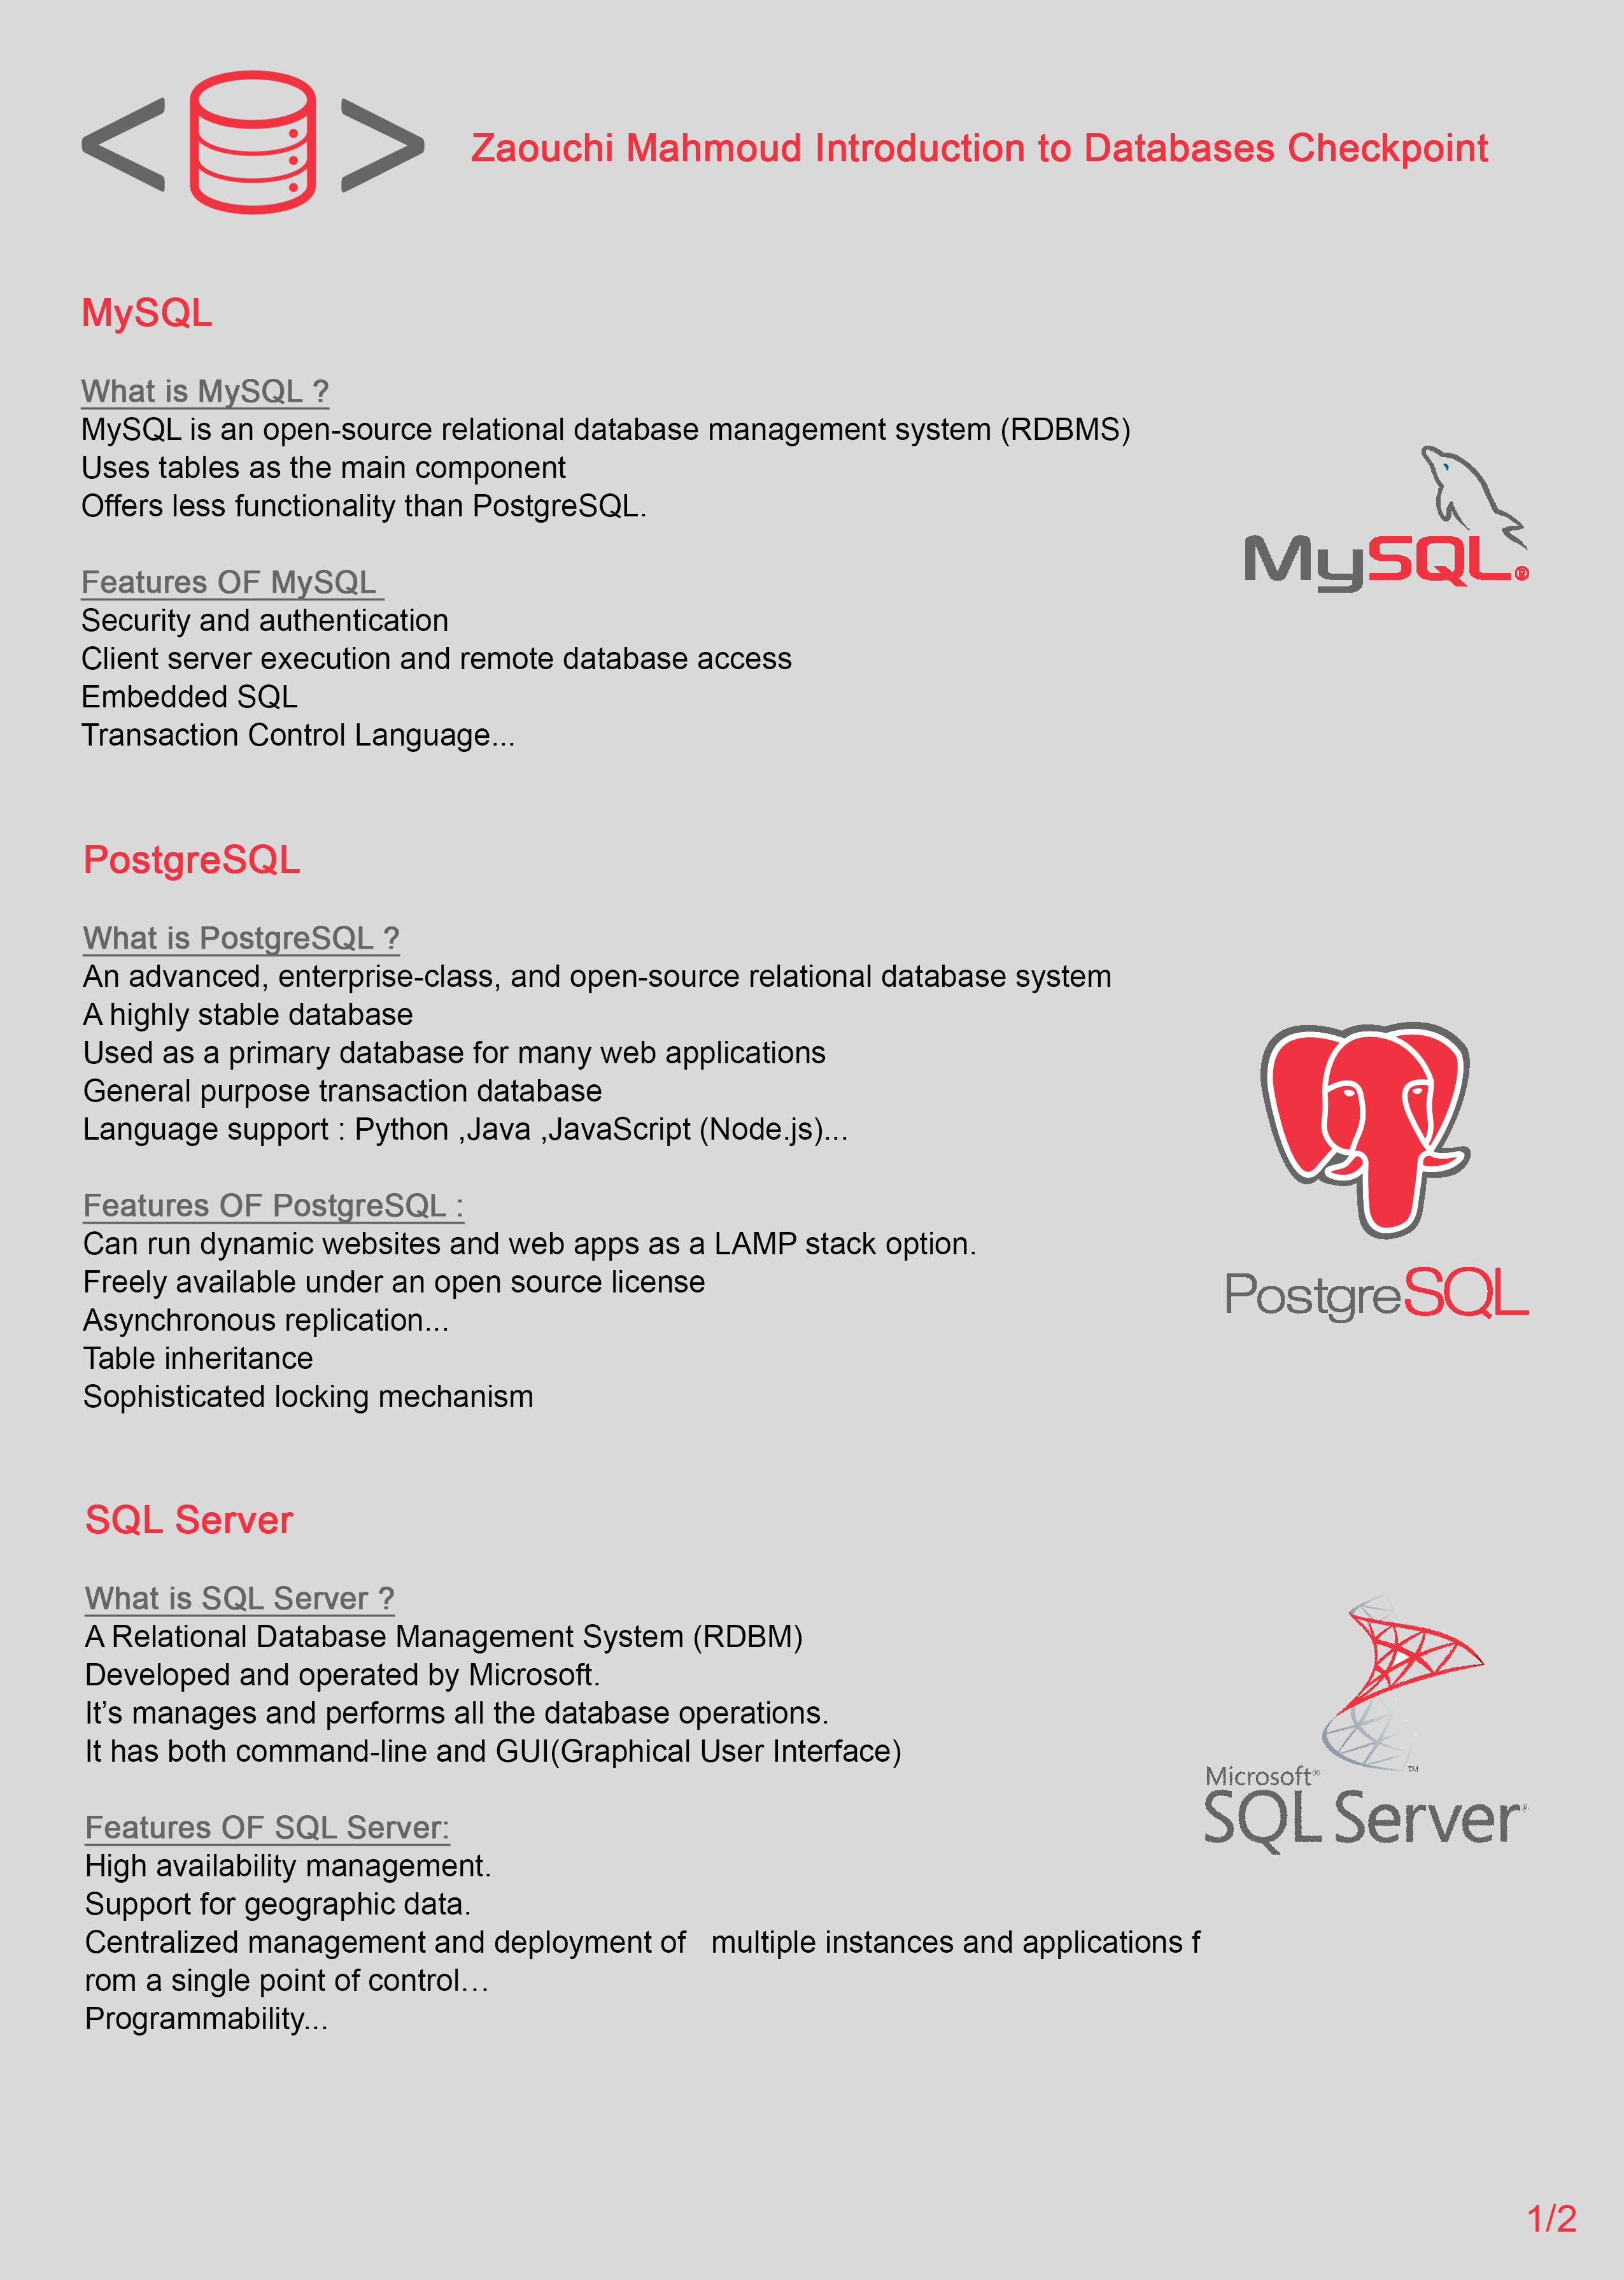 Zaouchi Mahmoud Introduction to Databases Checkpoint
MySQL
What is MySQL ?
MySQL is an open-source relational database management system (RDBMS)
Uses tables as the main component
Offers less functionality than PostgreSQL.
MySQL®
Features OF MySQL
Security and authentication
Client server execution and remote database access
Embedded SQL
Transaction Control Language...
PostgreSQL
What is PostgreSQL ?
An advanced, enterprise-class, and open-source relational database system
A highly stable database
Used as a primary database for many web applications
General purpose transaction database
Language support : Python ,Java ,JavaScript (Node.js)...
Features OF PostgreSQL :
Can run dynamic websites and web apps as a LAMP stack option.
Freely available under an open source license
Asynchronous replication...
Table inheritance
Sophisticated locking mechanism
PostgreSQL
SQL Server
What is SQL Server ?
A Relational Database Management System (RDBM)
Developed and operated by Microsoft.
It’s manages and performs all the database operations.
It has both command-line and GUI(Graphical User Interface)
™
Microsoft®
SQL Server®
Features OF SQL Server:
High availability management.
Support for geographic data.
Centralized management and deployment of   multiple instances and applications f
rom a single point of control…
Programmability...
1/2